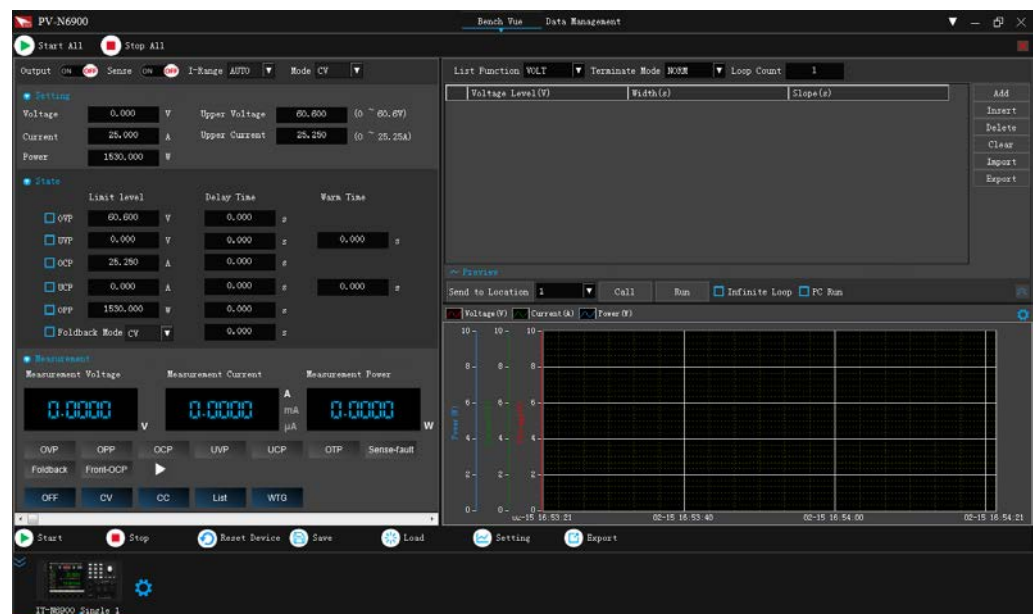 PV-N6900
Bench Vue Data Management
Start All Stop All
Output ON OFF Sense ON OFF I-Range AUTO Mode CV
List Function VOLT Terminate Mode NORM Loop Count 1
Setting
Voltage 0.000 V Upper Voltage 60.600 (0 ~ 60.6V)
Current 25.000 A Upper Current 25.250 (0 ~ 25.25A)
Power 1530.000 W
State
Limit level Delay Time Warn Time
OVP 60.600 V 0.000 s
UVP 0.000 V 0.000 s 0.000 s
OCP 25.250 A 0.000 s
UCP 0.000 A 0.000 s 0.000 s
OPP 1530.000 W 0.000 s
Foldback Mode CV 0.000 s
Measurement
Measurement Voltage Measurement Current Measurement Power
0.0000 V 0.0000 A mA μA 0.0000 W
OVP OPP OCP UVP UCP OTP Sense-fault
Foldback Front-OCP
OFF CV CC List WTG
Voltage Level(V) Width(s) Slope(s)
Add
Insert
Delete
Clear
Import
Export
Preview
Send to Location 1 Call Run Infinite Loop PC Run
Voltage(V) Current(A) Power(W)
10 10 10
8 8 8
6 6 6
4 4 4
2 2 2
0 0 0
Power(W)
02-15 16:53:21 02-15 16:53:40 02-15 16:54:00 02-15 16:54:21
Start Stop Reset Device Save Load Setting Export
IT-N6900 Single 1